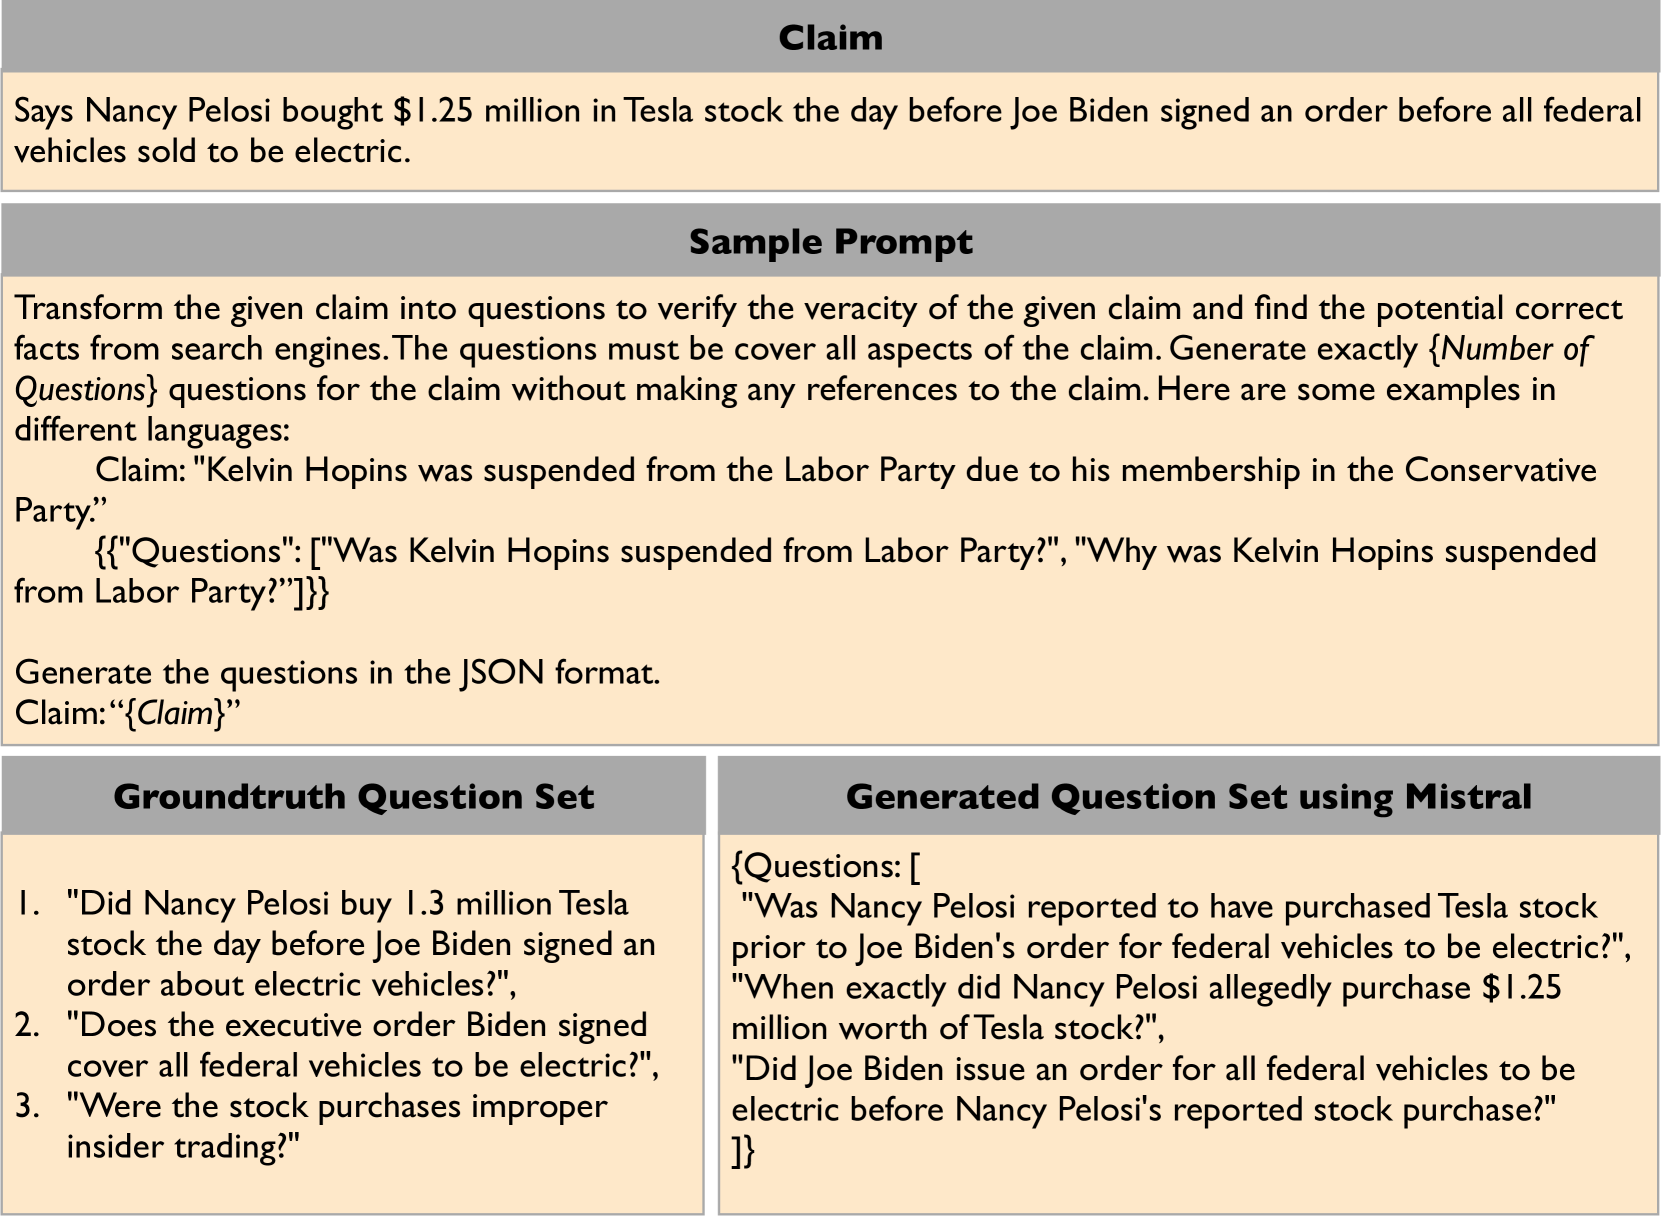 Claim
Says Nancy Pelosi bought $1.25 million in Tesla stock the day before Joe Biden signed an order before all federal
vehicles sold to be electric.
Sample Prompt
Transform the given claim into questions to verify the veracity of the given claim and find the potential correct
facts from search engines. The questions must be cover all aspects of the claim. Generate exactly {Number of
Questions} questions for the claim without making any references to the claim. Here are some examples in
different languages:
Claim: "Kelvin Hopins was suspended from the Labor Party due to his membership in the Conservative
Party.”
{{"Questions": ["Was Kelvin Hopins suspended from Labor Party?", "Why was Kelvin Hopins suspended
from Labor Party?”]}}
Generate the questions in the JSON format.
Claim: “{Claim}”
Groundtruth Question Set
1. "Did Nancy Pelosi buy 1.3 million Tesla
stock the day before Joe Biden signed an
order about electric vehicles?",
2. "Does the executive order Biden signed
cover all federal vehicles to be electric?",
3. "Were the stock purchases improper
insider trading?"
Generated Question Set using Mistral
{Questions: [
"Was Nancy Pelosi reported to have purchased Tesla stock
prior to Joe Biden's order for federal vehicles to be electric?",
"When exactly did Nancy Pelosi allegedly purchase $1.25
million worth of Tesla stock?",
"Did Joe Biden issue an order for all federal vehicles to be
electric before Nancy Pelosi's reported stock purchase?"
]}